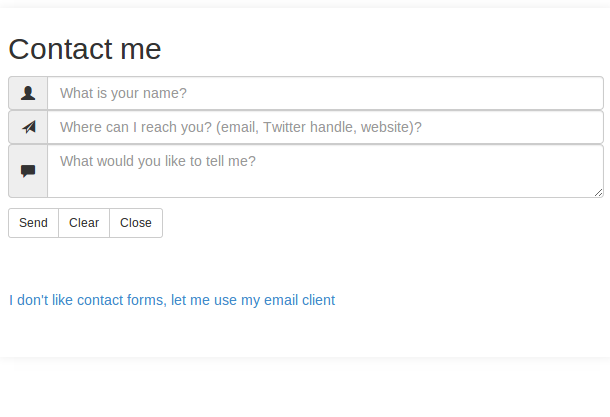 Contact me
What is your name?
Where can I reach you? (email, Twitter handle, website)?
What would you like to tell me?
Send Clear Close
I don't like contact forms, let me use my email client